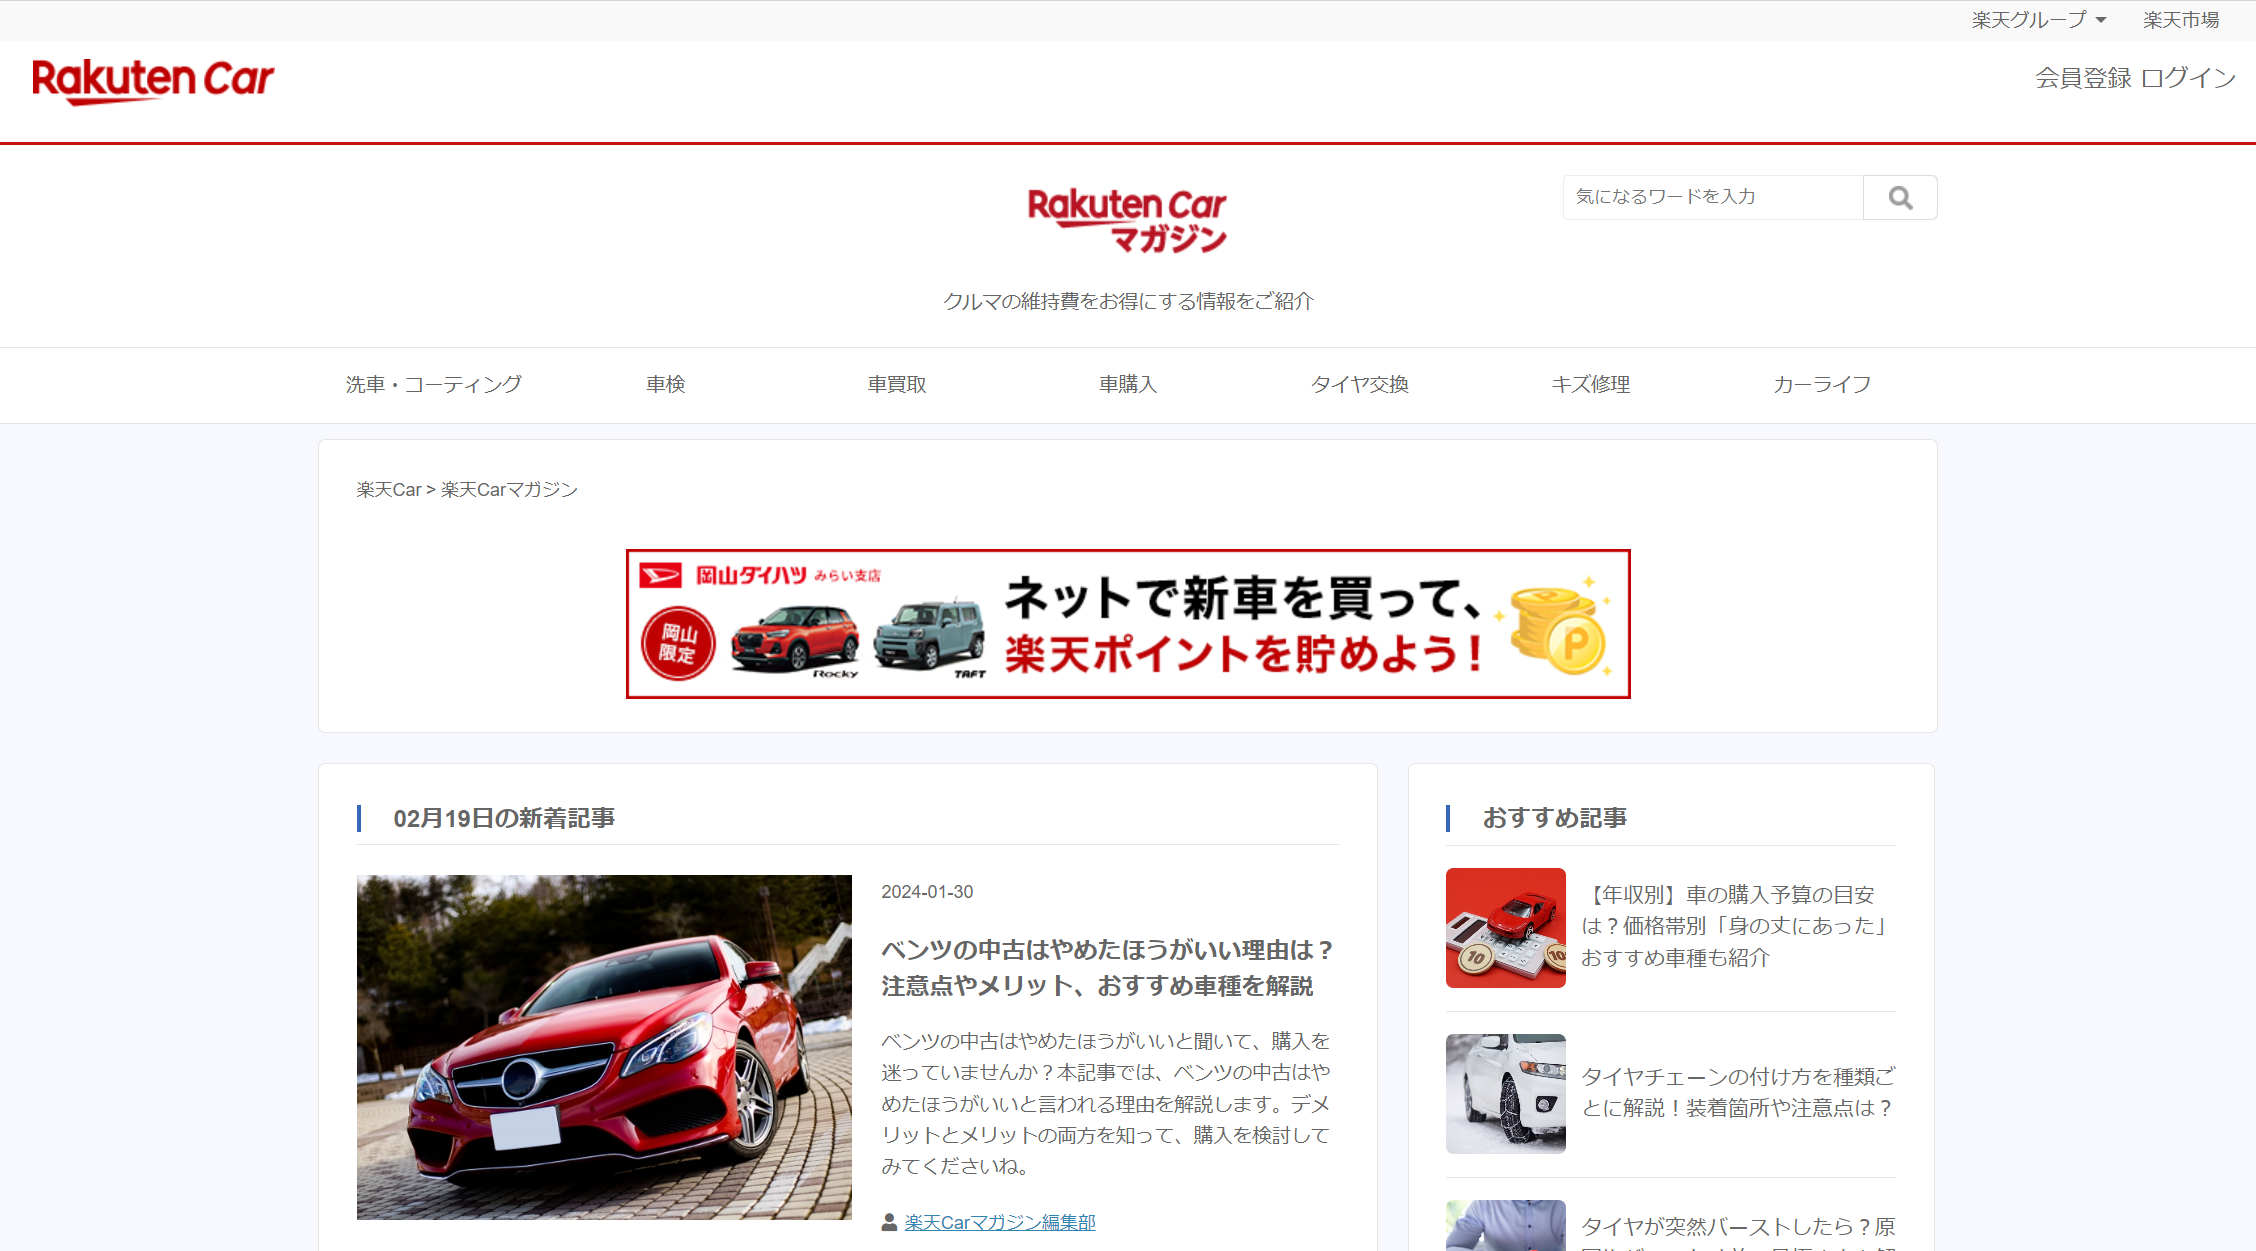 楽天グループ
楽天市場
Rakuten Car
会員登録 ログイン
Rakuten Car
マガジン
気になるワードを入力
クルマの維持費をお得にする情報をご紹介
洗車・コーティング
車検
車買取
車購入
タイヤ交換
キズ修理
カーライフ
楽天Car > 楽天Carマガジン
岡山ダイハツ みらい支店
岡山
限定
Rocky
TAFT
ネットで新車を買って、
楽天ポイントを貯めよう!
P
02月19日の新着記事
2024-01-30
ベンツの中古はやめたほうがいい理由は？
注意点やメリット、おすすめ車種を解説
ベンツの中古はやめたほうがいいと聞いて、購入を
迷っていませんか？本記事では、ベンツの中古はや
めたほうがいいと言われる理由を解説します。デメ
リットとメリットの両方を知って、購入を検討して
みてくださいね。
楽天Carマガジン編集部
おすすめ記事
10
10
【年収別】車の購入予算の目安
は？価格帯別「身の丈にあった」
おすすめ車種も紹介
タイヤチェーンの付け方を種類ご
とに解説！装着箇所や注意点は？
タイヤが突然バーストしたら？原